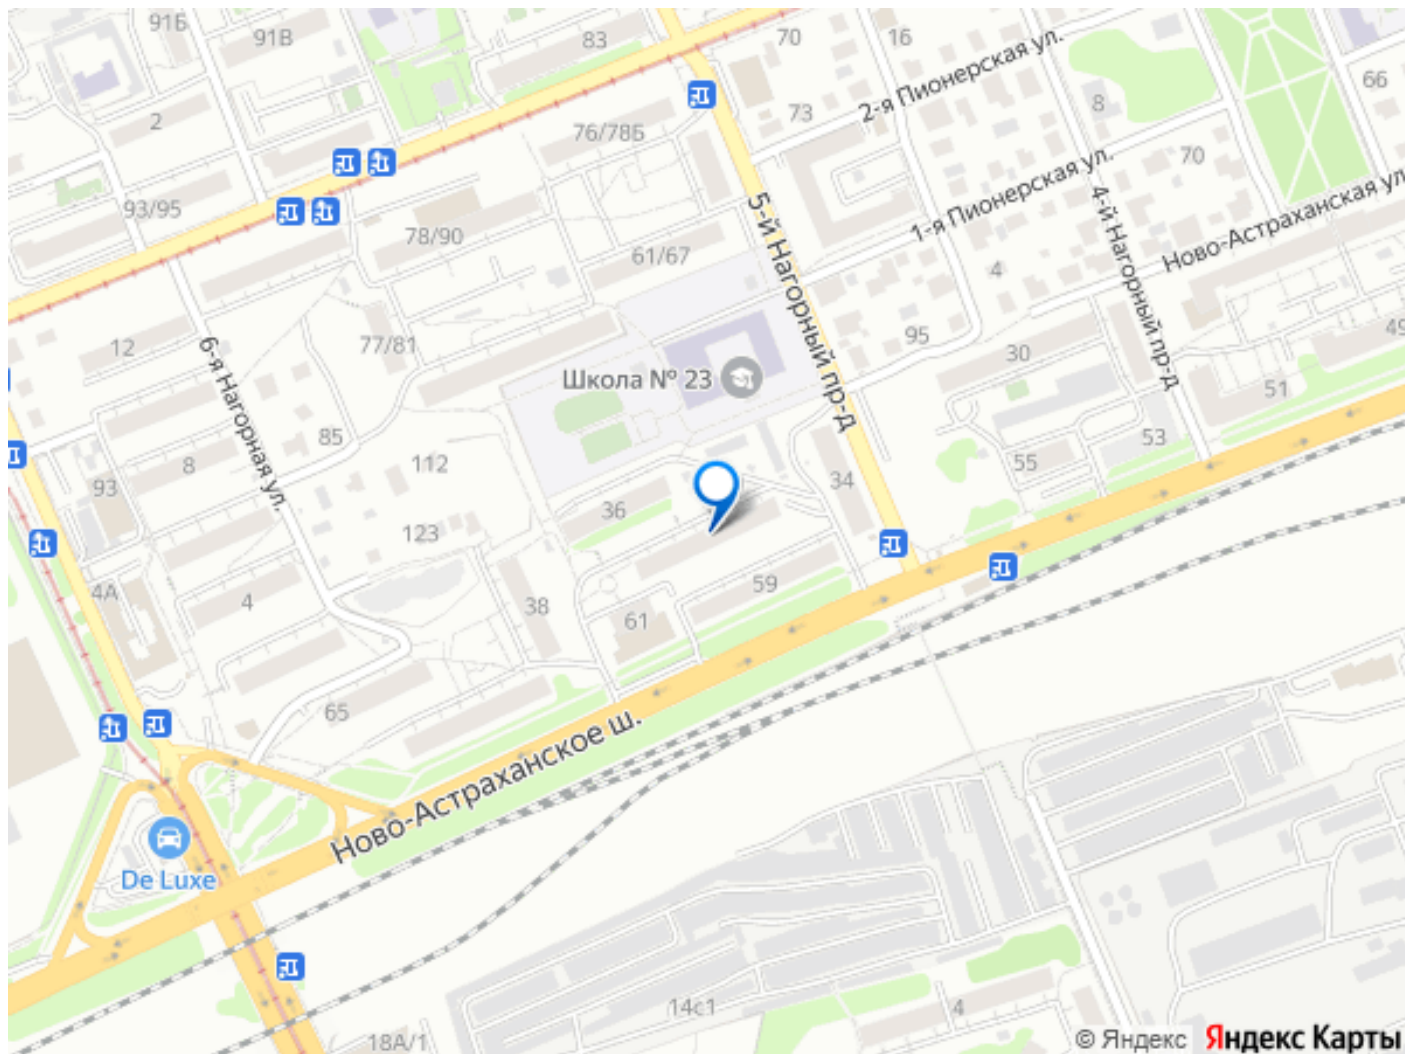 91Б
91В
83
70
16
2-я Пионерская ул.
66
2
76/78Б
73
8
1-я Пионерская ул.
70
93/95
78/90
61/67
5-й Нагорный пр-д
4-й Нагорный пр-д
Ново-Астраханская ул
4
12
6-я Нагорная ул.
77/81
Школа № 23
95
30
49
51
85
8
93
112
34
55
53
36
123
4А
4
38
59
61
65
Ново-Астраханское ш.
De Luxe
14с1
4
18А/1
© Яндекс Яндекс Карты